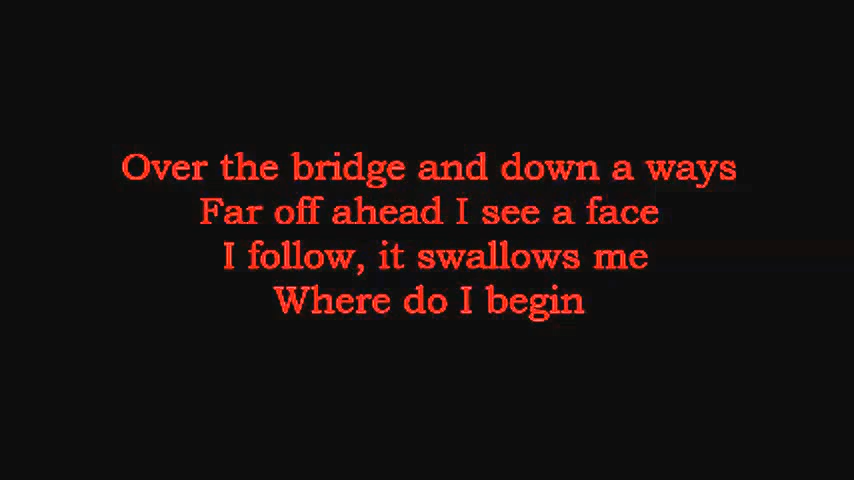 Over the bridge and down a ways
Far off ahead I see a face
I follow, it swallows me
Where do I begin